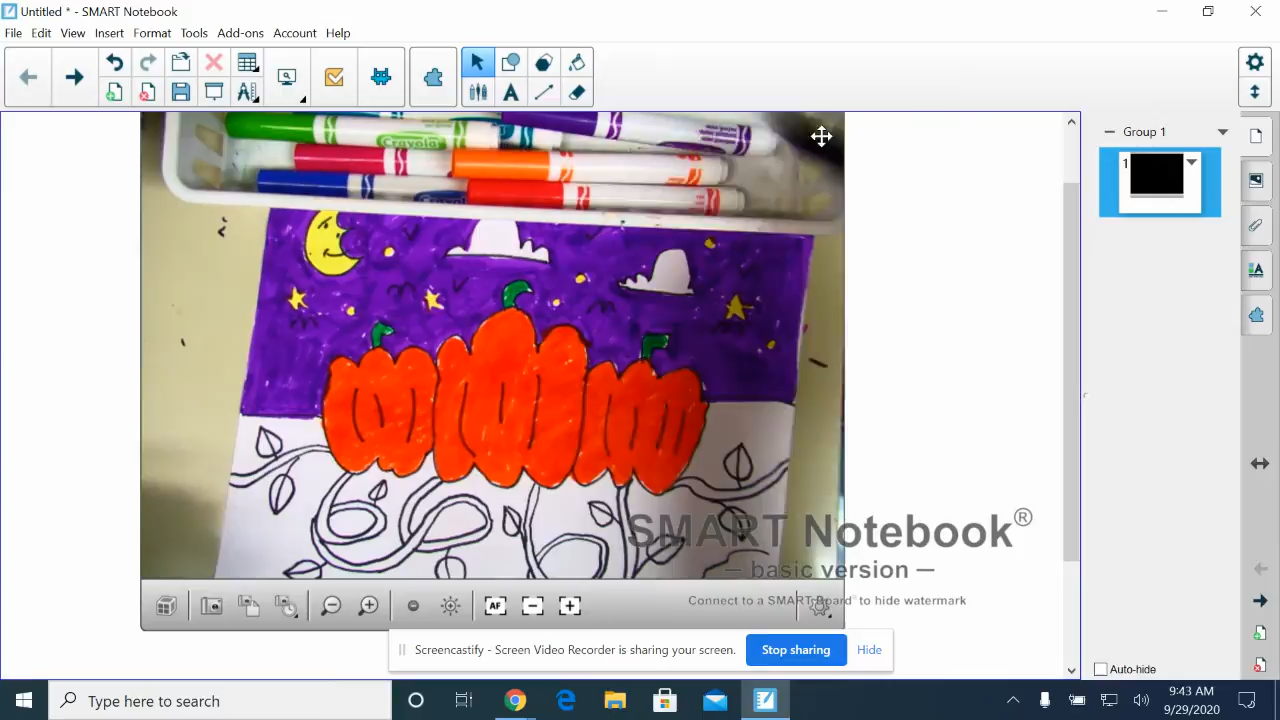 Untitled * - SMART Notebook
File Edit View Insert Format Tools Add-ons Account Help
Group 1
1
Crayola
SMART Notebook®
— basic version —
Connect to a SMART Board® to hide watermark
AF
Screencastify - Screen Video Recorder is sharing your screen. Stop sharing Hide
Auto-hide
Type here to search
9:43 AM
9/29/2020